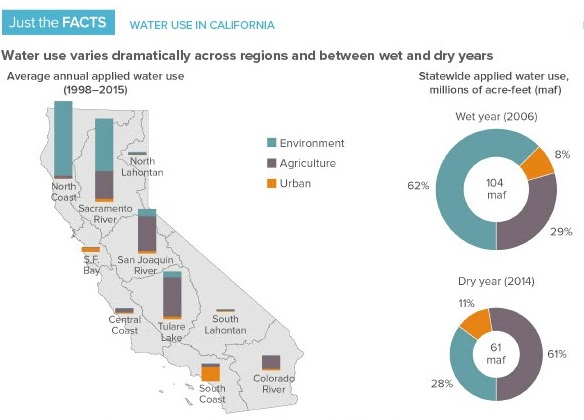 Just the FACTS
WATER USE IN CALIFORNIA
Water use varies dramatically across regions and between wet and dry years
Average annual applied water use
(1998–2015)
North
Coast
Sacramento
River
North
Lahontan
S.F.
Bay
San Joaquin
River
Central
Coast
Tulare
Lake
South
Lahontan
South
Coast
Colorado
River
Environment
Agriculture
Urban
Statewide applied water use,
millions of acre-feet (maf)
Wet year (2006)
8%
62%
104
maf
29%
Dry year (2014)
11%
61
maf
61%
28%